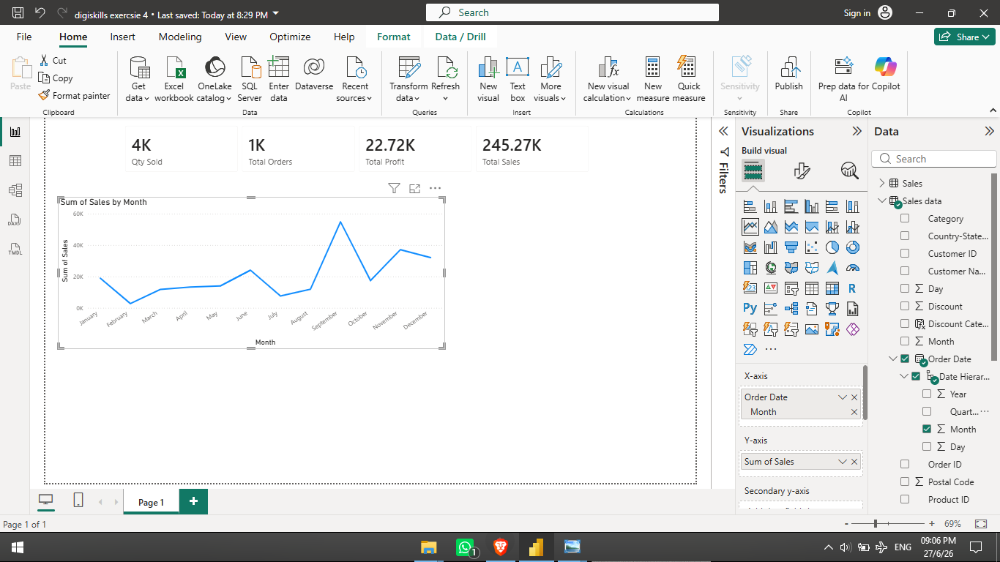 digiskills exercsie 4 • Last saved: Today at 8:29 PM
Search
Sign in
File
Home
Insert
Modeling
View
Optimize
Help
Format
Data / Drill
Share
Paste
Cut
Copy
Format painter
Clipboard
Get data
Excel workbook
OneLake catalog
SQL Server
Enter data
Dataverse
Recent sources
Data
Transform data
Refresh
Queries
New visual
Text box
More visuals
Insert
New visual calculation
New measure
Quick measure
Calculations
Sensitivity
Sensitivity
Publish
Share
Prep data for AI
Copilot
Copilot
DAX
TMDL
4K
Qty Sold
1K
Total Orders
22.72K
Total Profit
245.27K
Total Sales
Sum of Sales by Month
60K
40K
20K
0K
Sum of Sales
January
February
March
April
May
June
July
August
September
October
November
December
Month
Filters
Visualizations
Build visual
123
R
Py
X-axis
Order Date
Month
Y-axis
Sum of Sales
Secondary y-axis
Data
Search
Sales
Sales data
Category
Country-State...
Customer ID
Customer Na...
Day
Discount
Discount Cate...
Month
Order Date
Date Hierar...
Year
Quart...
Month
Day
Order ID
Postal Code
Product ID
Page 1
Page 1 of 1
69%
1
ENG
09:06 PM
27/6/26